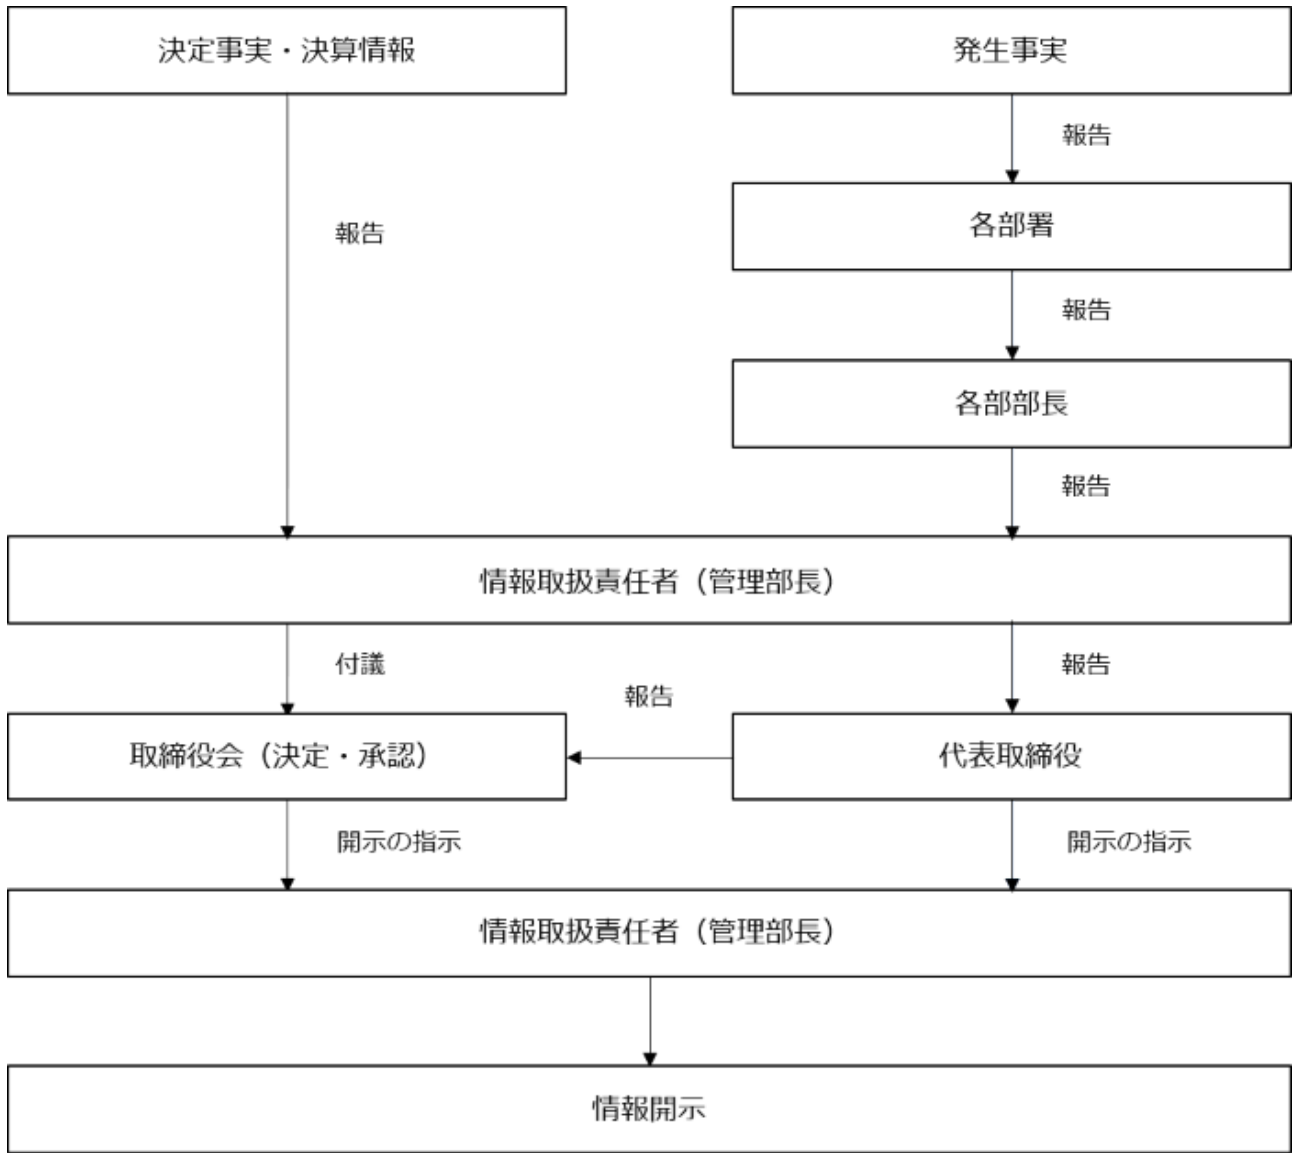 決定事実・決算情報
発生事実
報告
各部署
報告
報告
各部部長
報告
情報取扱責任者（管理部長）
付議
報告
報告
取締役会（決定・承認）
代表取締役
開示の指示
開示の指示
情報取扱責任者（管理部長）
情報開示